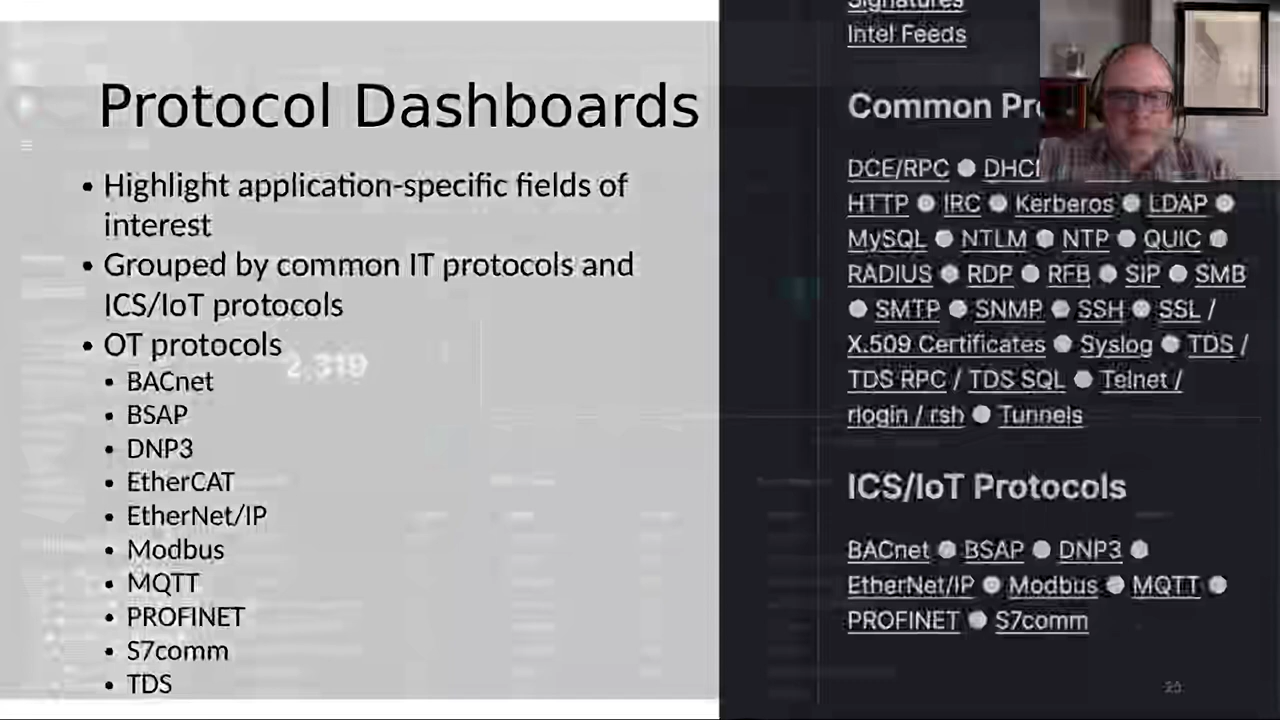 Protocol Dashboards
• Highlight application-specific fields of
interest
• Grouped by common IT protocols and
ICS/IoT protocols
• OT protocols
2,319
• BACnet
• BSAP
• DNP3
• EtherCAT
• EtherNet/IP
• Modbus
• MQTT
• PROFINET
• S7comm
• TDS
Signatures
Intel Feeds
Common
DCE/RPC ●
HTTP ● IRC ● Kerberos ● LDAP ●
MySQL ● NTLM ● NTP ● QUIC ●
RADIUS ● RDP ● RFB ● SIP ● SMB
● SMTP ● SNMP ● SSH ● SSL /
X.509 Certificates ● Syslog ● TDS /
TDS RPC / TDS SQL ● Telnet /
rlogin / rsh ● Tunnels
ICS/IoT Protocols
BACnet ● BSAP ● DNP3 ●
EtherNet/IP ● Modbus ● MQTT ●
PROFINET ● S7comm